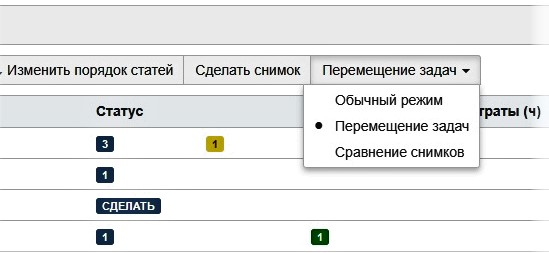 Изменить порядок статей Сделать снимок Перемещение задач
Обычный режим
Перемещение задач
Сравнение снимков
Статус траты (ч)
3 1
1
СДЕЛАТЬ
1 1